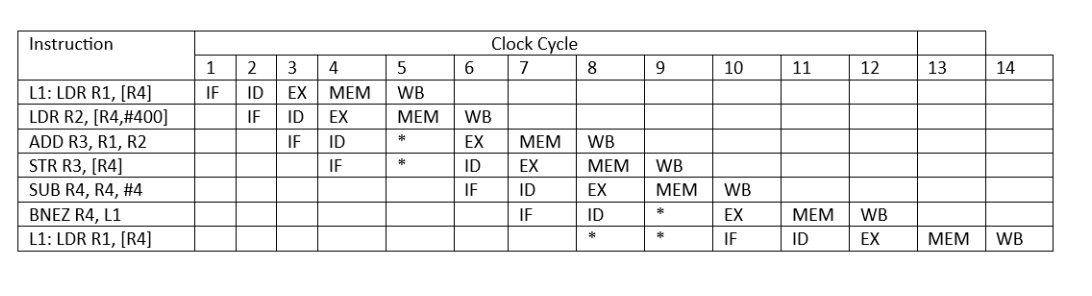 Instruction Clock Cycle
1 2 3 4 5 6 7 8 9 10 11 12 13 14
L1: LDR R1, [R4] IF ID EX MEM WB
LDR R2, [R4,#400] IF ID EX MEM WB
ADD R3, R1, R2 IF ID * EX MEM WB
STR R3, [R4] IF * ID EX MEM WB
SUB R4, R4, #4 IF ID EX MEM WB
BNEZ R4, L1 IF ID * EX MEM WB
L1: LDR R1, [R4] * * IF ID EX MEM WB